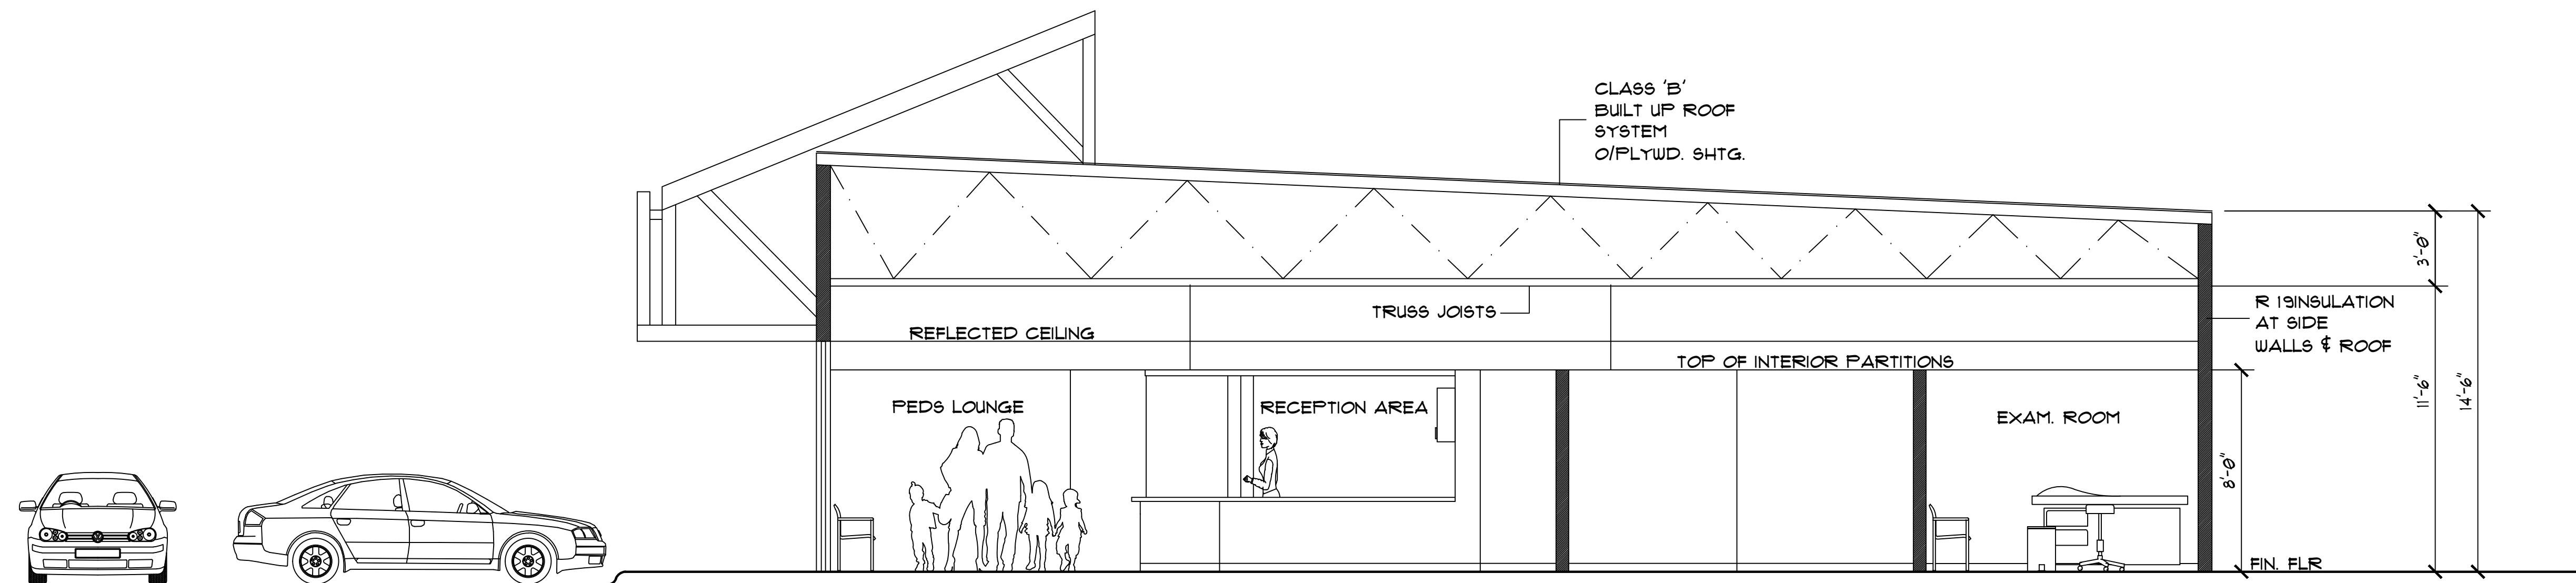 CLASS 'B'
BUILT UP ROOF
SYSTEM
O/PLYWD. SHTG.
TRUSS JOISTS
REFLECTED CEILING
TOP OF INTERIOR PARTITIONS
PEDS LOUNGE
RECEPTION AREA
EXAM. ROOM
R 19INSULATION
AT SIDE
WALLS & ROOF
3'-0"
11'-6"
14'-6"
8'-0"
FIN. FLR